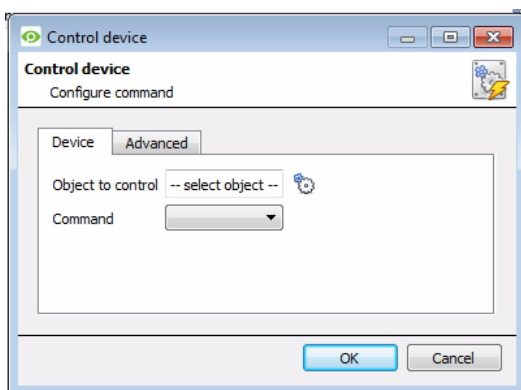 Control device
Control device
Configure command
Device Advanced
Object to control -- select object --
Command
OK Cancel